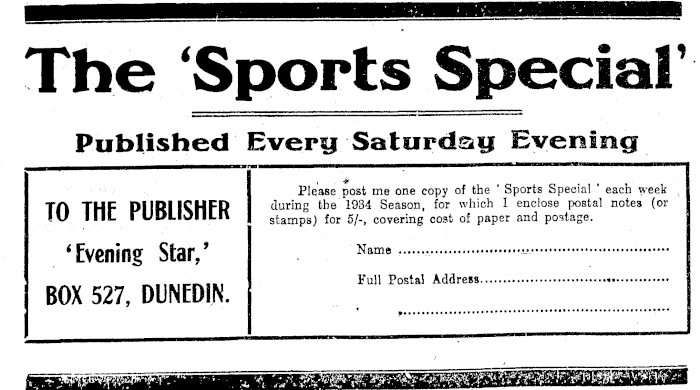 The 'Sports Special'
Published Every Saturday Evening
TO THE PUBLISHER
'Evening Star,'
BOX 527, DUNEDIN.
Please post me one copy of the 'Sports Special' each week
during the 1934 Season, for which I enclose postal notes (or
stamps) for 5/-, covering cost of paper and postage.
Name ..........................................................
Full Postal Address..........................................
..........................................................